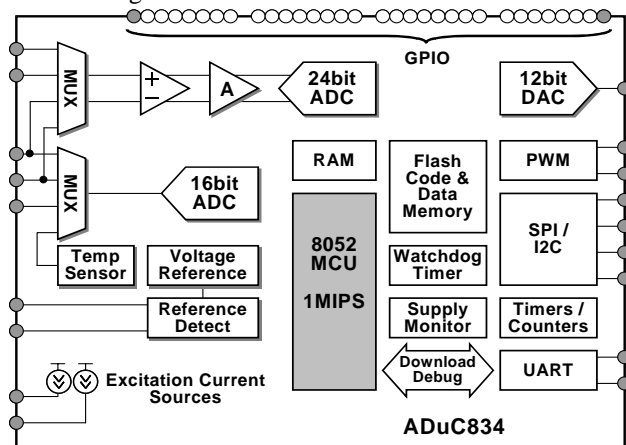 GPIO
MUX
+
−
A
24bit
ADC
12bit
DAC
MUX
16bit
ADC
RAM
Flash
Code &
Data
Memory
PWM
SPI /
I2C
8052
MCU
1MIPS
Temp
Sensor
Voltage
Reference
Watchdog
Timer
Reference
Detect
Supply
Monitor
Timers /
Counters
Excitation Current
Sources
Download
Debug
UART
ADuC834